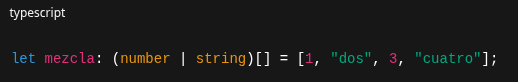 typescript
let mezcla: (number | string)[] = [1, "dos", 3, "cuatro"];